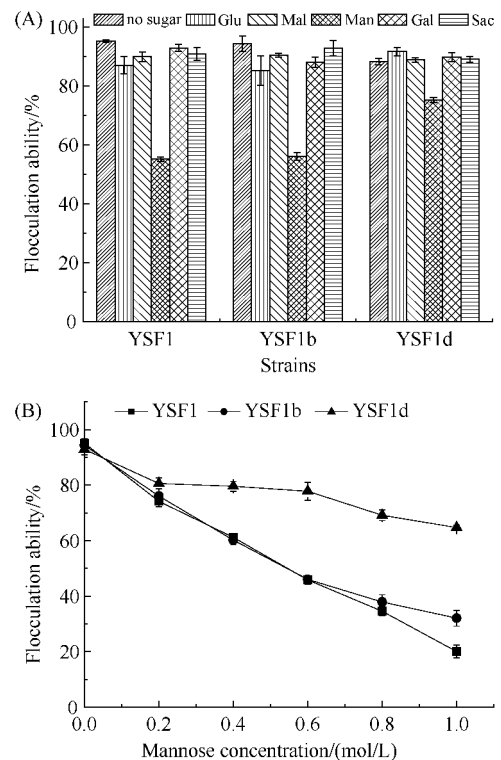 (A) no sugar Glu Mal Man Gal Sac
100
80
60
40
20
0
Flocculation ability/%
YSF1 YSF1b YSF1d
Strains
(B) YSF1 YSF1b YSF1d
100
80
60
40
20
0
Flocculation ability/%
0.0 0.2 0.4 0.6 0.8 1.0
Mannose concentration/(mol/L)